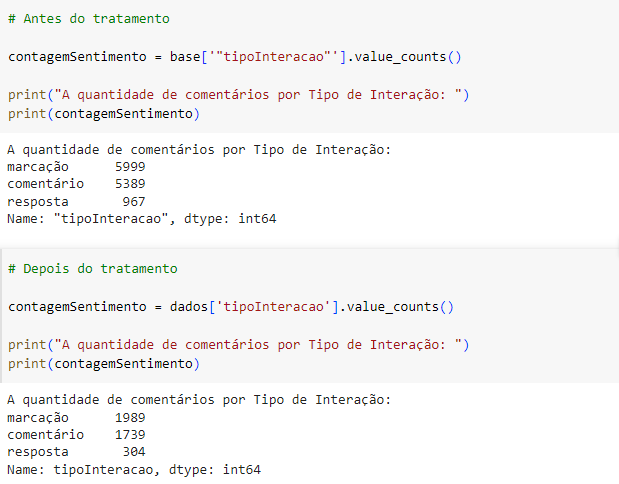 # Antes do tratamento
contagemSentimento = base['"tipoInteracao"'].value_counts()
print("A quantidade de comentários por Tipo de Interação: ")
print(contagemSentimento)
A quantidade de comentários por Tipo de Interação:
marcação      5999
comentário    5389
resposta       967
Name: "tipoInteracao", dtype: int64
# Depois do tratamento
contagemSentimento = dados['tipoInteracao'].value_counts()
print("A quantidade de comentários por Tipo de Interação: ")
print(contagemSentimento)
A quantidade de comentários por Tipo de Interação:
marcação      1989
comentário    1739
resposta       304
Name: tipoInteracao, dtype: int64